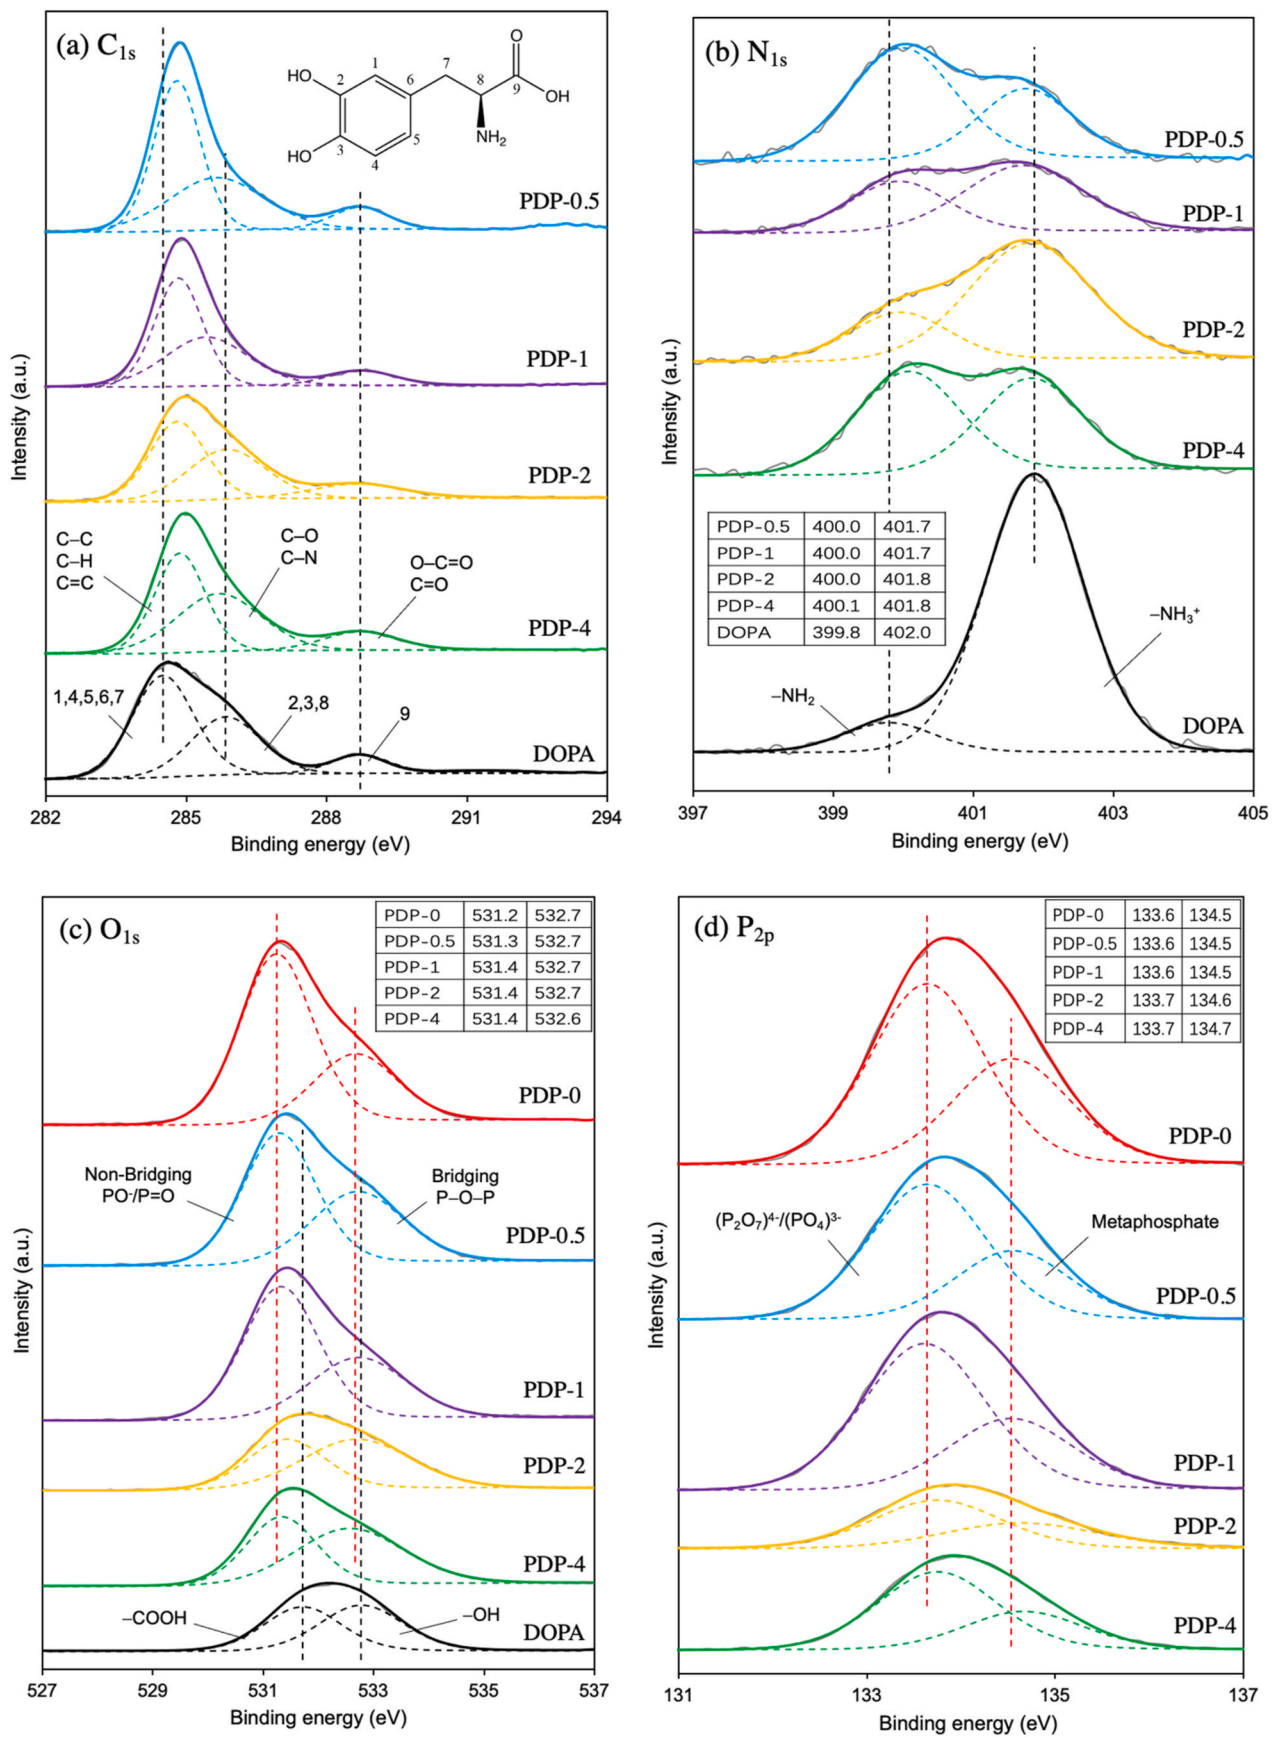 (a) C1s
O
HO
1
2
6
7
8
9
OH
NH2
HO
3
4
5
PDP-0.5
PDP-1
PDP-2
C–C
C–H
C=C
C–O
C–N
O–C=O
C=O
PDP-4
1,4,5,6,7
2,3,8
9
DOPA
282 285 288 291 294
Binding energy (eV)
Intensity (a.u.)
(b) N1s
PDP-0.5
PDP-1
PDP-2
PDP-4
PDP-0.5 400.0 401.7
PDP-1 400.0 401.7
PDP-2 400.0 401.8
PDP-4 400.1 401.8
DOPA 399.8 402.0
–NH3+
–NH2
DOPA
397 399 401 403 405
Binding energy (eV)
Intensity (a.u.)
(c) O1s
PDP-0 531.2 532.7
PDP-0.5 531.3 532.7
PDP-1 531.4 532.7
PDP-2 531.4 532.7
PDP-4 531.4 532.6
PDP-0
Non-Bridging
PO-/P=O
Bridging
P–O–P
PDP-0.5
PDP-1
PDP-2
PDP-4
–COOH
–OH
DOPA
527 529 531 533 535 537
Binding energy (eV)
Intensity (a.u.)
(d) P2p
PDP-0 133.6 134.5
PDP-0.5 133.6 134.5
PDP-1 133.6 134.5
PDP-2 133.7 134.6
PDP-4 133.7 134.7
PDP-0
(P2O7)4-/(PO4)3-
Metaphosphate
PDP-0.5
PDP-1
PDP-2
PDP-4
131 133 135 137
Binding energy (eV)
Intensity (a.u.)